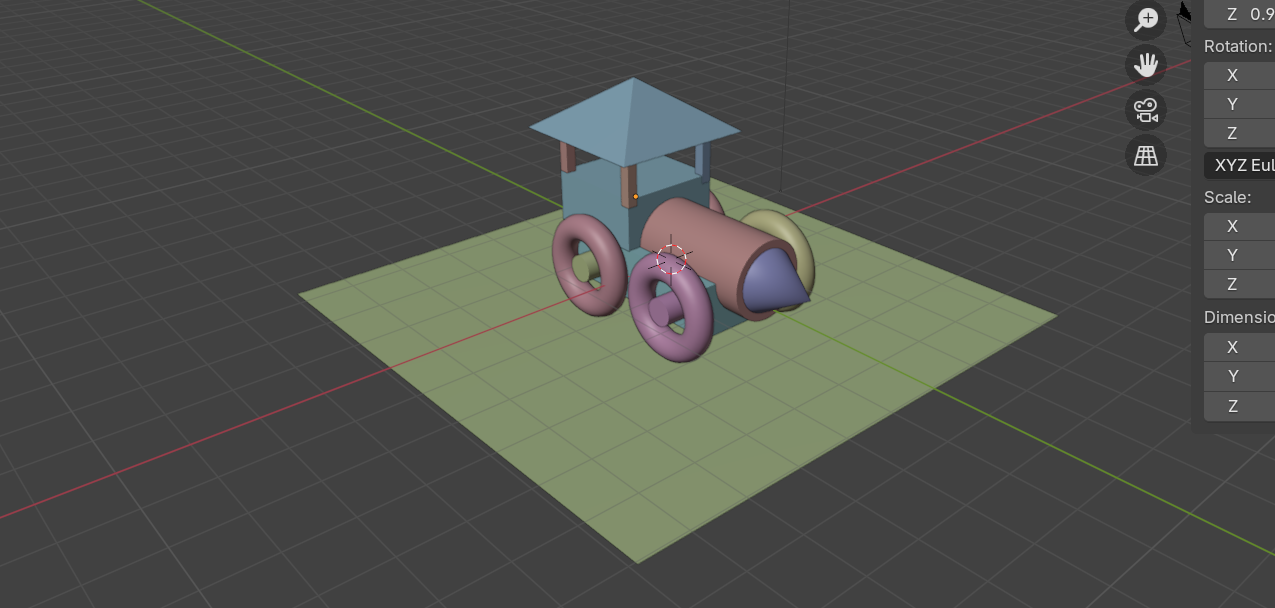 Z 0.9
Rotation:
X
Y
Z
XYZ Eul
Scale:
X
Y
Z
Dimensio
X
Y
Z